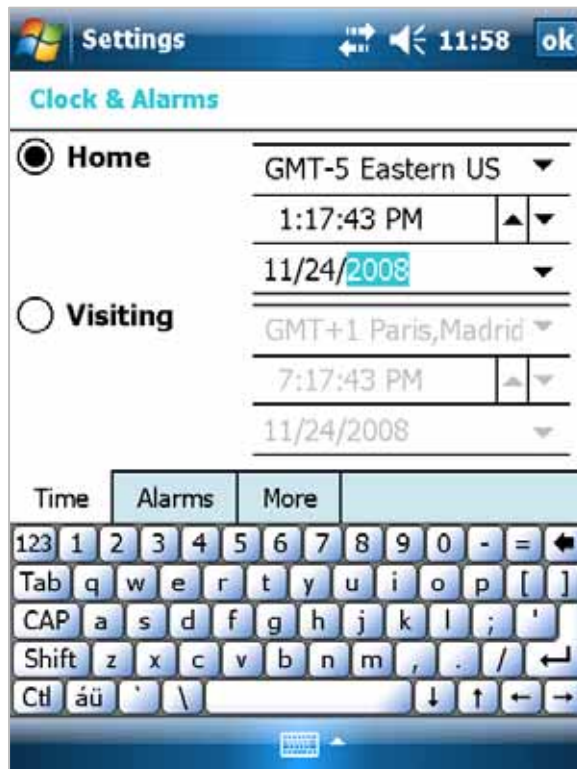 Settings 11:58 ok
Clock & Alarms
Home GMT-5 Eastern US
1:17:43 PM
11/24/2008
Visiting GMT+1 Paris,Madrid
7:17:43 PM
11/24/2008
Time Alarms More
123 1 2 3 4 5 6 7 8 9 0 - =
Tab q w e r t y u i o p [ ]
CAP a s d f g h j k l ; '
Shift z x c v b n m , . /
Ctl áü ` \